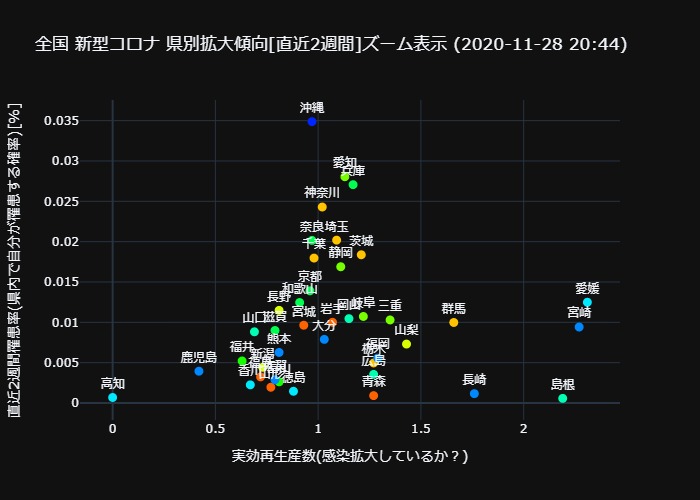 全国 新型コロナ 県別拡大傾向[直近2週間]ズーム表示 (2020-11-28 20:44)
直近2週間罹患率(県内で自分が罹患する確率)[%]
0.035
0.03
0.025
0.02
0.015
0.01
0.005
0
沖縄
愛知
兵庫
神奈川
奈良
埼玉
千葉
茨城
静岡
京都
和歌山
長野
愛媛
岩手
岡山
岐阜
三重
群馬
宮崎
山口
滋賀
宮城
大分
山梨
熊本
福岡
栃木
福井
新潟
広島
鹿児島
香川
山形
徳島
青森
高知
長崎
島根
0
0.5
1
1.5
2
実効再生産数(感染拡大しているか？)